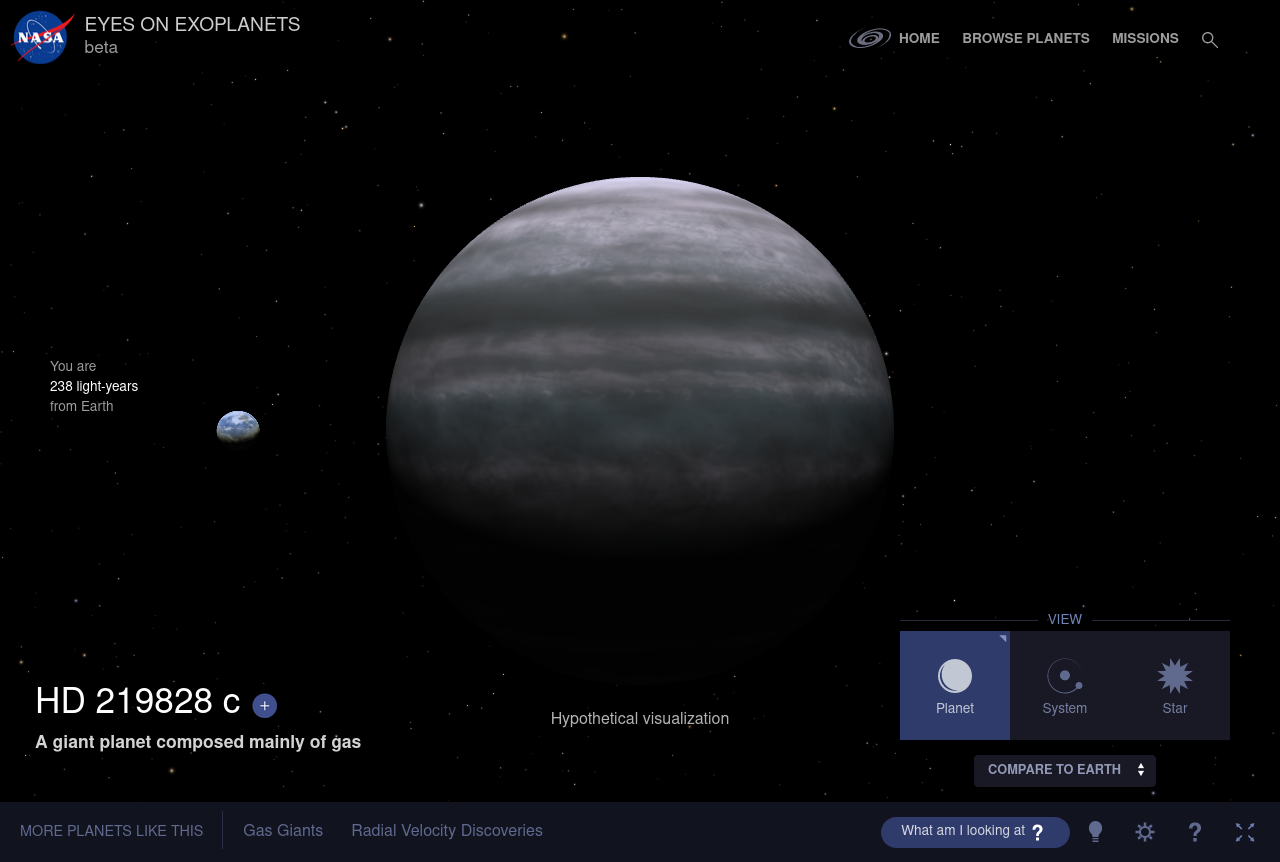 NASA
EYES ON EXOPLANETS
beta
HOME
BROWSE PLANETS
MISSIONS
You are
238 light-years
from Earth
VIEW
Planet
System
Star
HD 219828 c +
A giant planet composed mainly of gas
Hypothetical visualization
COMPARE TO EARTH
MORE PLANETS LIKE THIS
Gas Giants
Radial Velocity Discoveries
What am I looking at ?
?